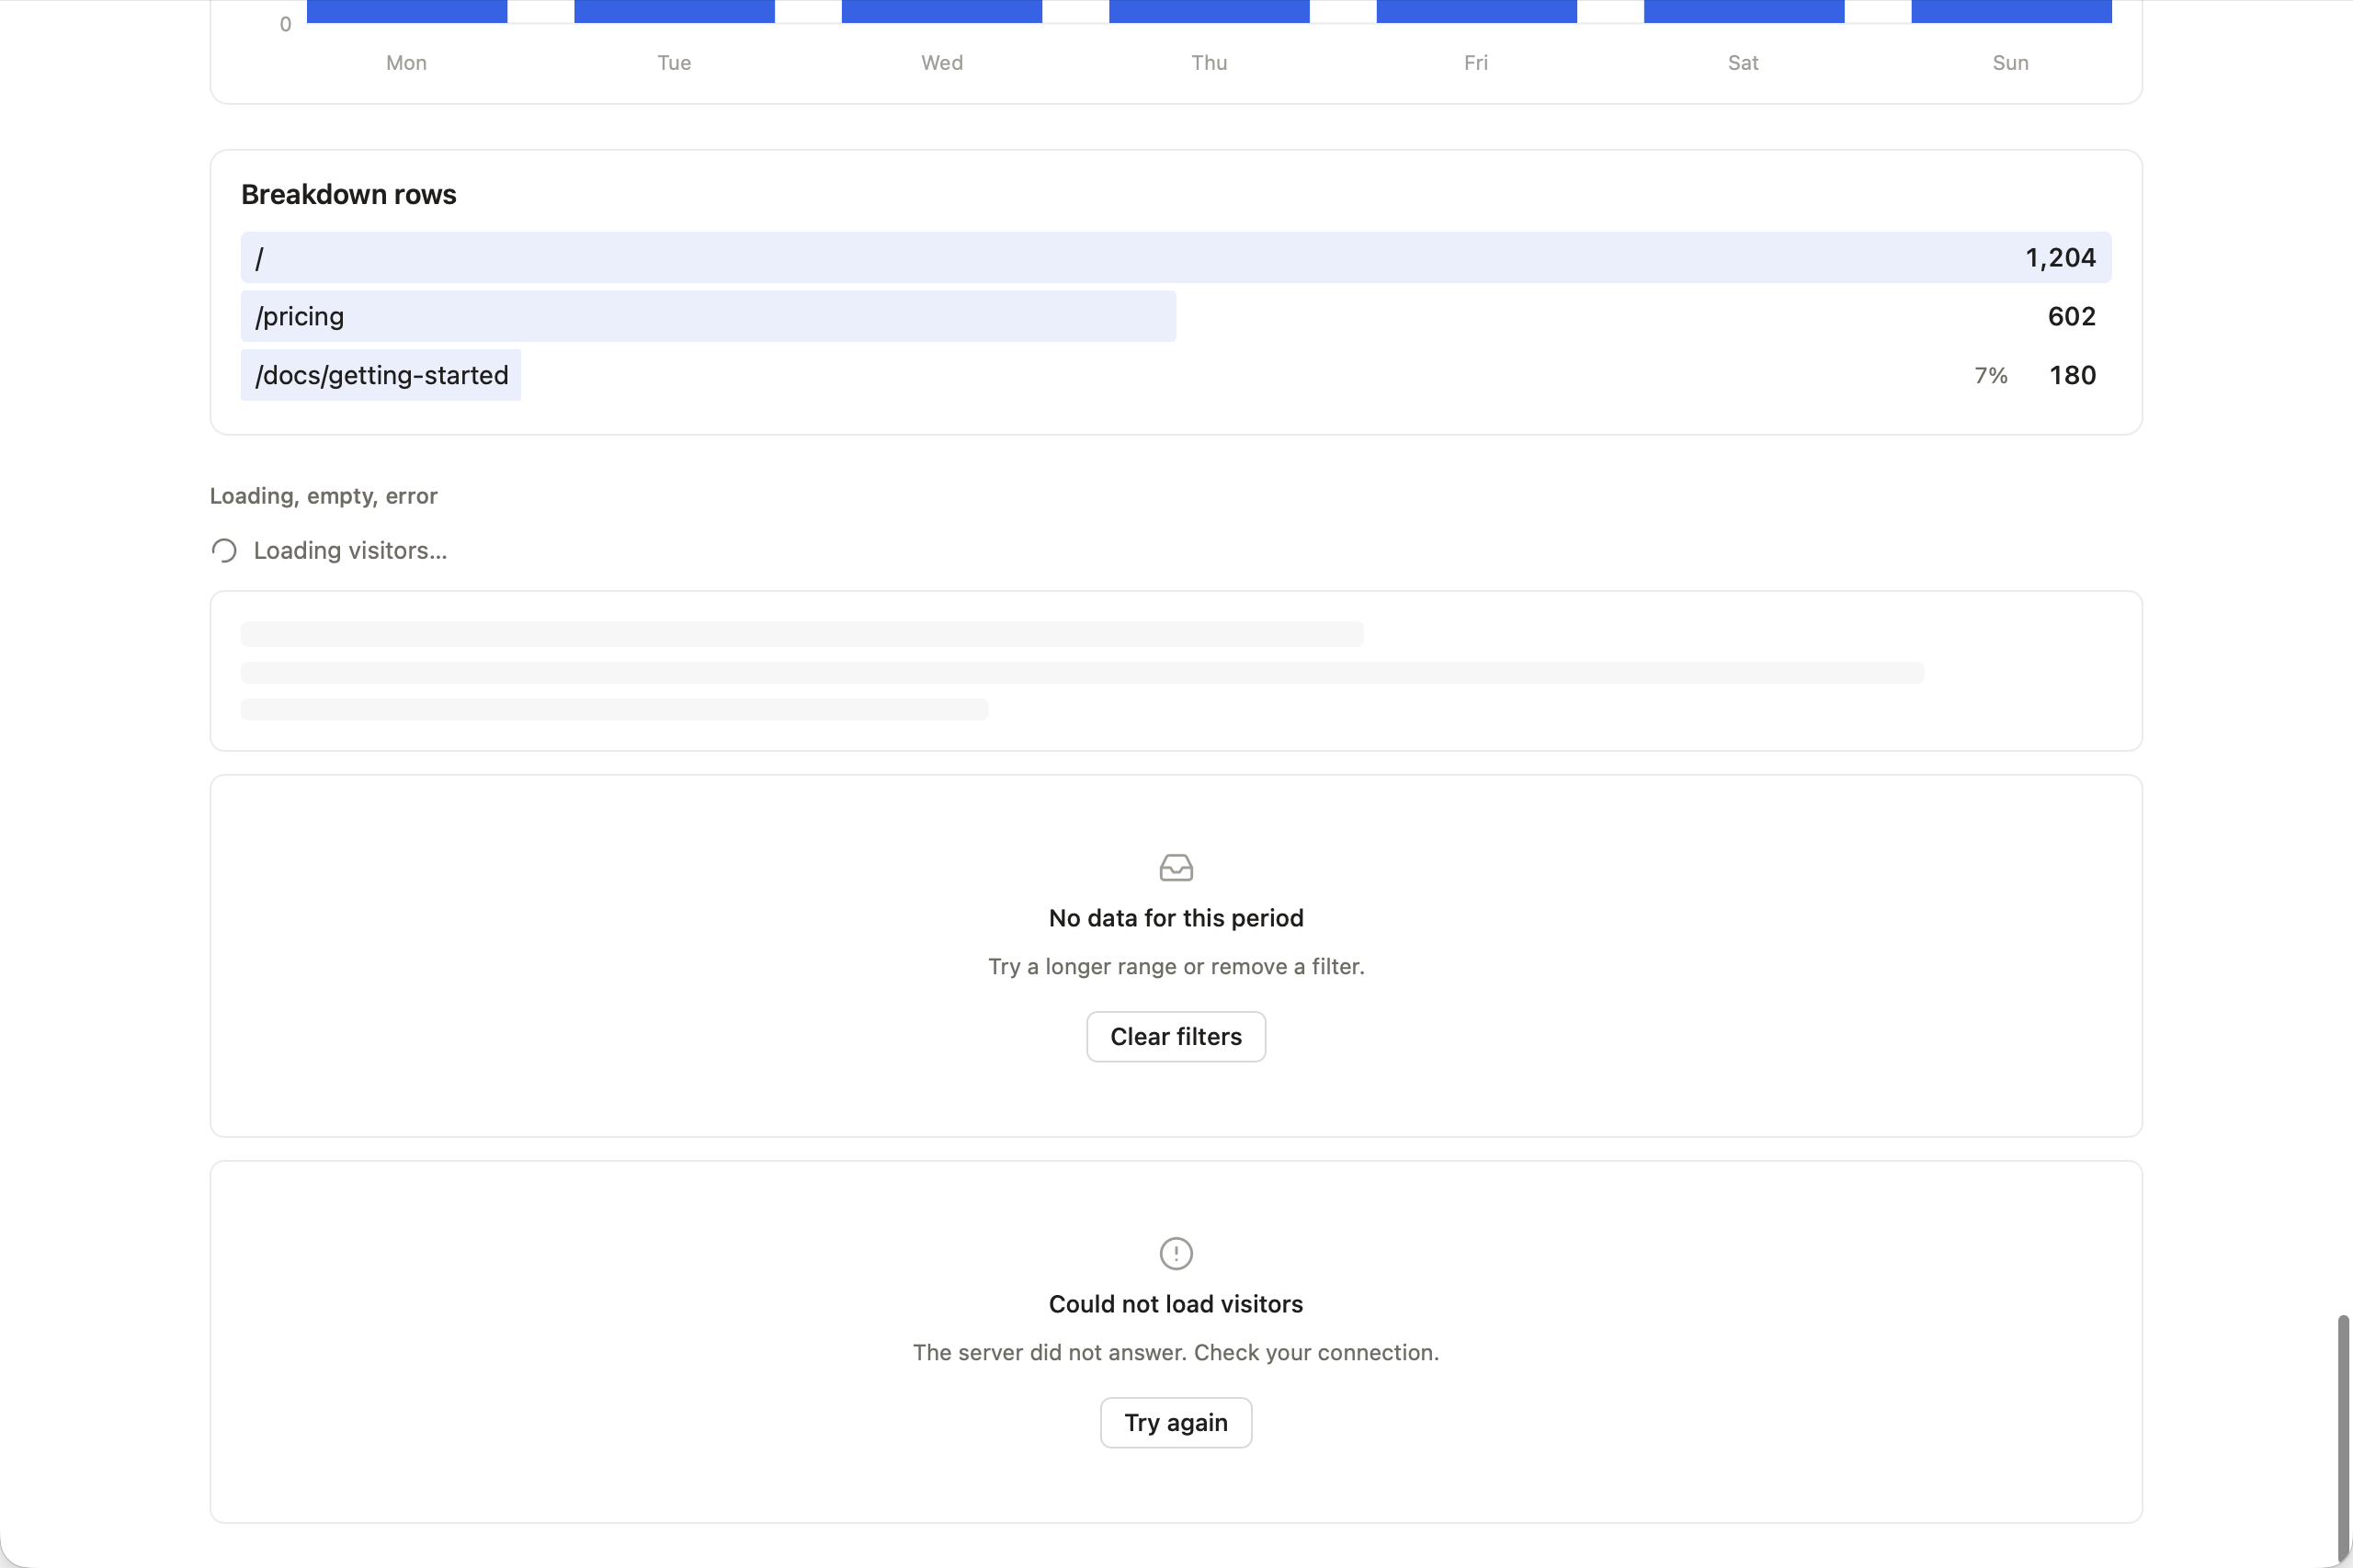 0
Mon Tue Wed Thu Fri Sat Sun
Breakdown rows
/ 1,204
/pricing 602
/docs/getting-started 7% 180
Loading, empty, error
Loading visitors...
No data for this period
Try a longer range or remove a filter.
Clear filters
Could not load visitors
The server did not answer. Check your connection.
Try again